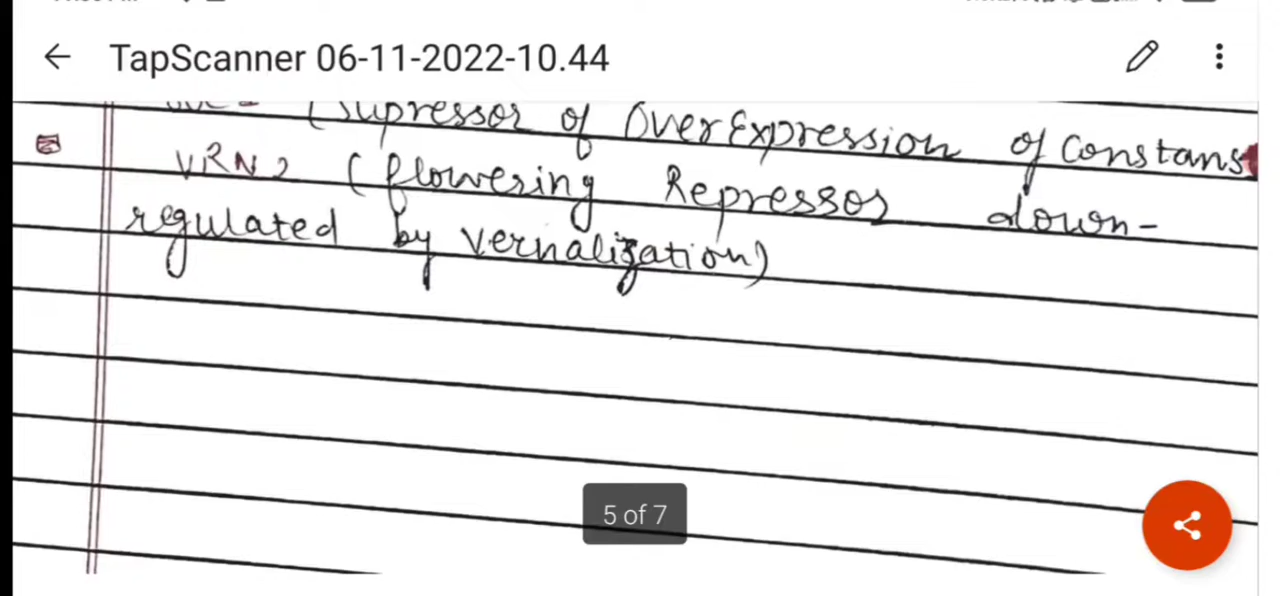 TapScanner 06-11-2022-10.44
(Supressor of OverExpression of Constans
VRN2 (flowering Repressor down-
regulated by vernalization)
5 of 7